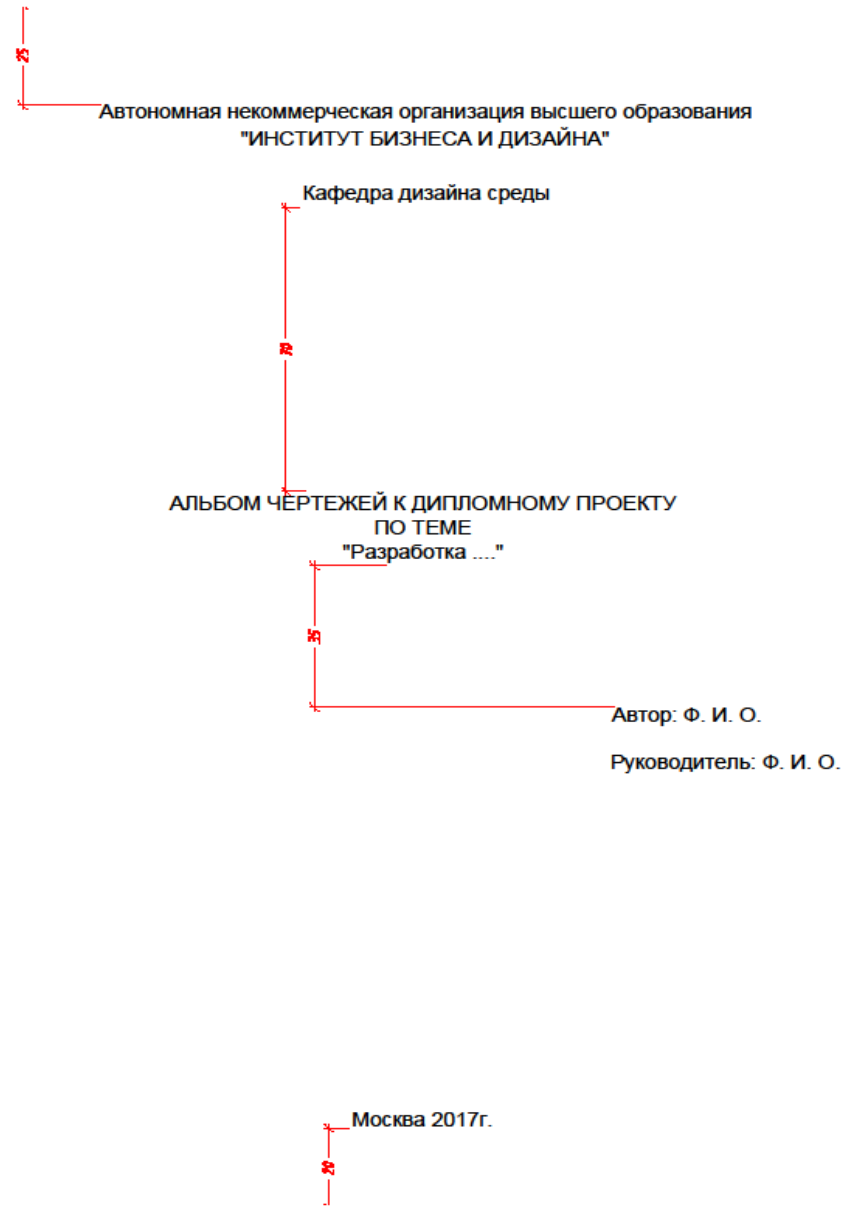 25
Автономная некоммерческая организация высшего образования
"ИНСТИТУТ БИЗНЕСА И ДИЗАЙНА"
Кафедра дизайна среды
70
АЛЬБОМ ЧЕРТЕЖЕЙ К ДИПЛОМНОМУ ПРОЕКТУ
ПО ТЕМЕ
"Разработка ...."
35
Автор: Ф. И. О.
Руководитель: Ф. И. О.
Москва 2017г.
20